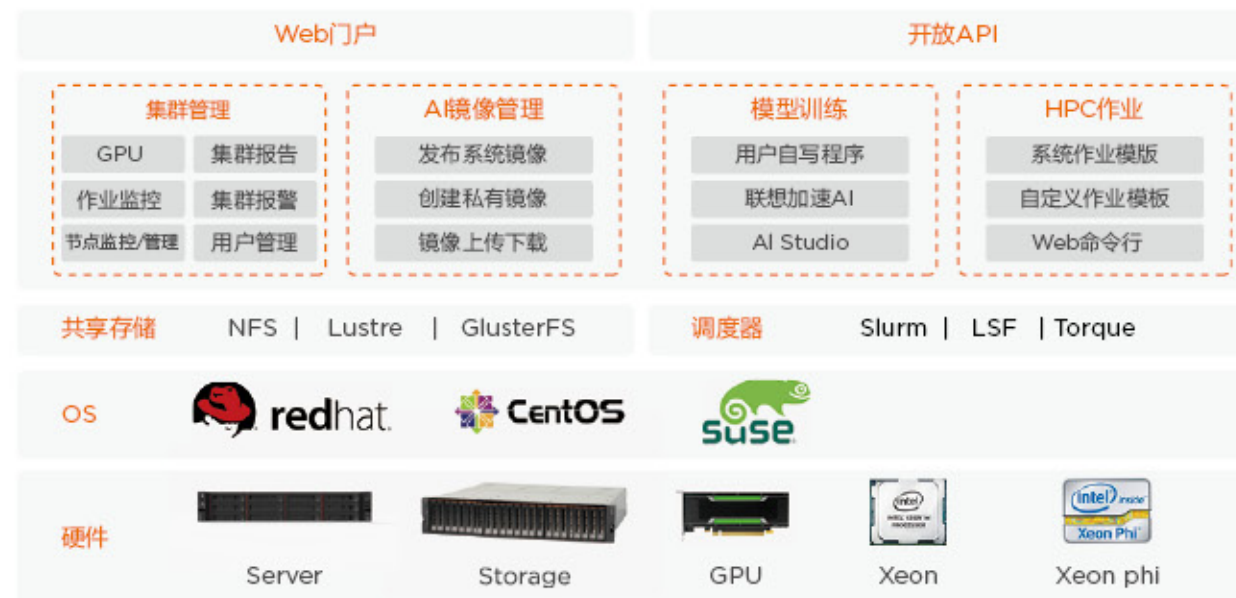 Web门户 开放API
集群管理 AI镜像管理 模型训练 HPC作业
GPU 集群报告 发布系统镜像 用户自写程序 系统作业模版
作业监控 集群报警 创建私有镜像 联想加速AI 自定义作业模板
节点监控/管理 用户管理 镜像上传下载 AI Studio Web命令行
共享存储 NFS | Lustre | GlusterFS 调度器 Slurm | LSF | Torque
OS redhat. CentOS SUSE
硬件
intel
intel inside
Xeon Phi
Server Storage GPU Xeon Xeon phi